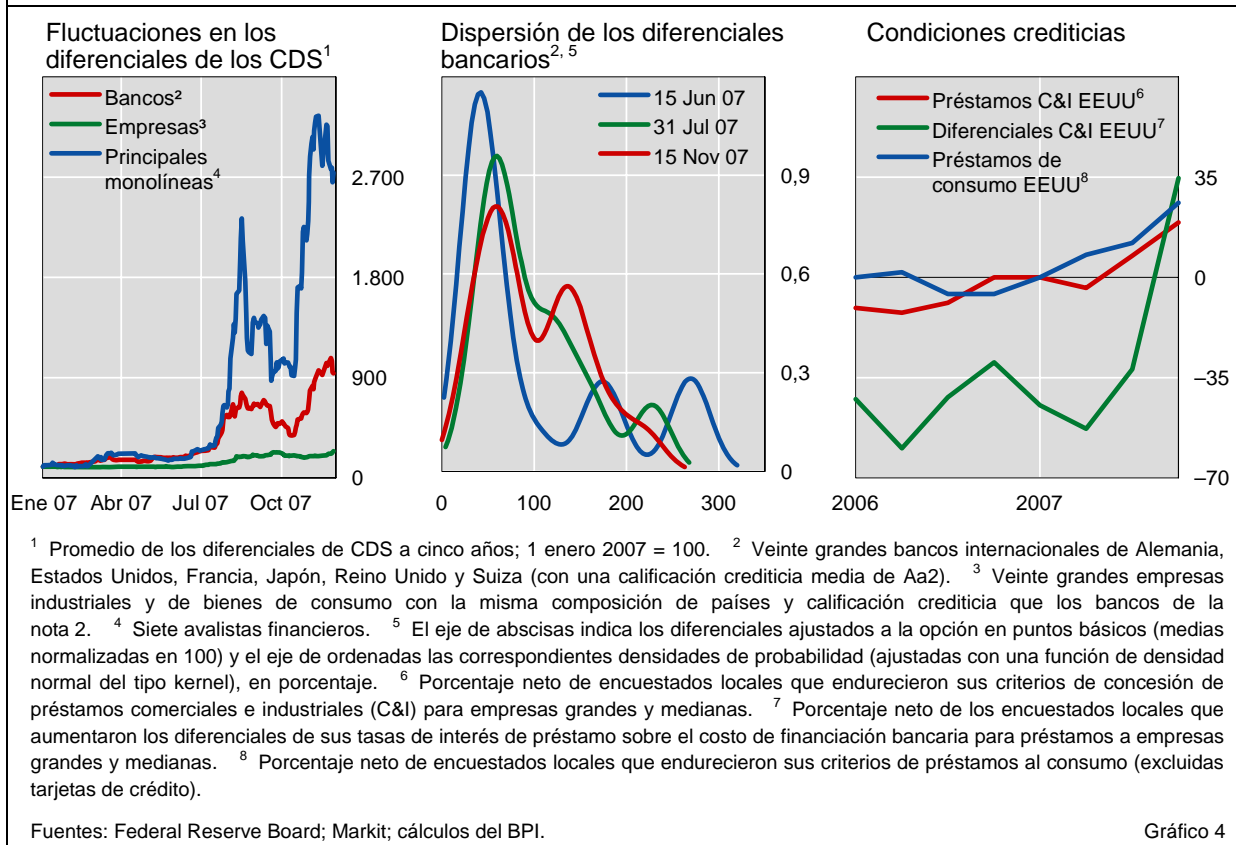 Fluctuaciones en los
diferenciales de los CDS¹
Bancos²
Empresas³
Principales
monolíneas⁴
2.700
1.800
900
0
Ene 07 Abr 07 Jul 07 Oct 07
Dispersión de los diferenciales
bancarios²,⁵
15 Jun 07
31 Jul 07
15 Nov 07
0,9
0,6
0,3
0
0 100 200 300
Condiciones crediticias
Préstamos C&I EEUU⁶
Diferenciales C&I EEUU⁷
Préstamos de
consumo EEUU⁸
35
0
–35
–70
2006 2007
¹ Promedio de los diferenciales de CDS a cinco años; 1 enero 2007 = 100. ² Veinte grandes bancos internacionales de Alemania,
Estados Unidos, Francia, Japón, Reino Unido y Suiza (con una calificación crediticia media de Aa2). ³ Veinte grandes empresas
industriales y de bienes de consumo con la misma composición de países y calificación crediticia que los bancos de la
nota 2. ⁴ Siete avalistas financieros. ⁵ El eje de abscisas indica los diferenciales ajustados a la opción en puntos básicos (medias
normalizadas en 100) y el eje de ordenadas las correspondientes densidades de probabilidad (ajustadas con una función de densidad
normal del tipo kernel), en porcentaje. ⁶ Porcentaje neto de encuestados locales que endurecieron sus criterios de concesión de
préstamos comerciales e industriales (C&I) para empresas grandes y medianas. ⁷ Porcentaje neto de los encuestados locales que
aumentaron los diferenciales de sus tasas de interés de préstamo sobre el costo de financiación bancaria para préstamos a empresas
grandes y medianas. ⁸ Porcentaje neto de encuestados locales que endurecieron sus criterios de préstamos al consumo (excluidas
tarjetas de crédito).
Fuentes: Federal Reserve Board; Markit; cálculos del BPI. Gráfico 4